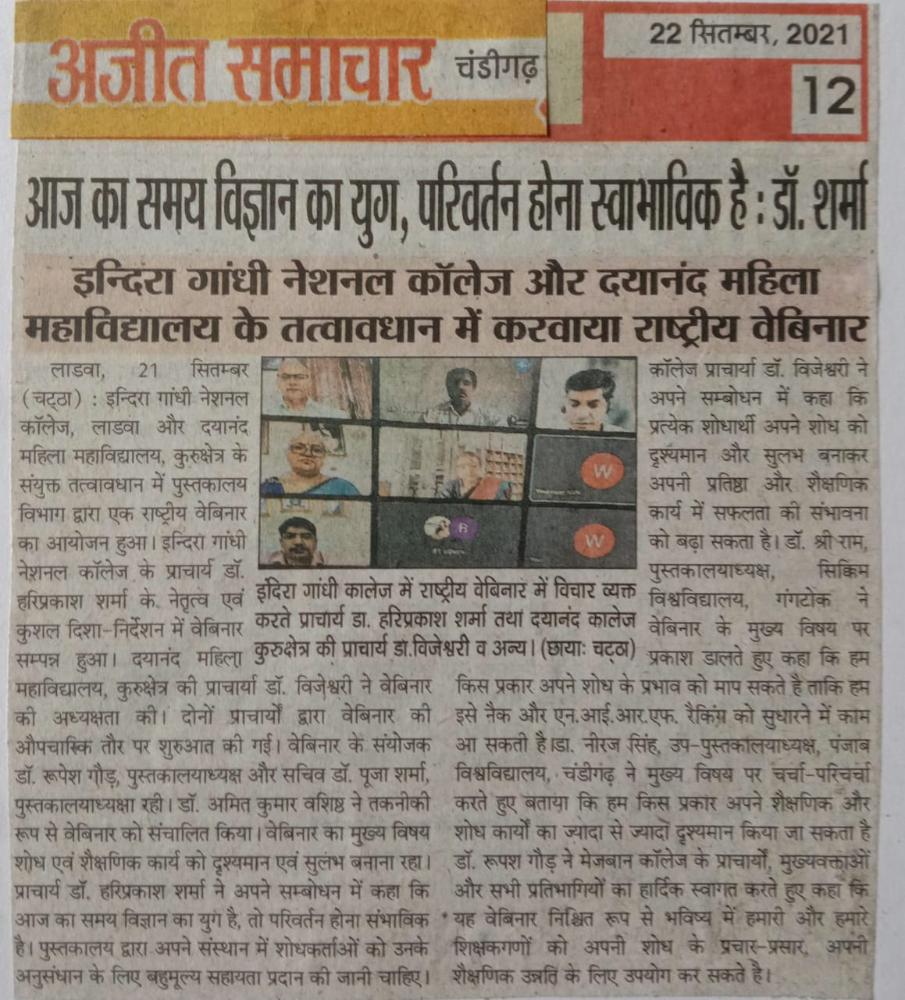 अजीत समाचार चंडीगढ़
22 सितम्बर, 2021
12
आज का समय विज्ञान का युग, परिवर्तन होना स्वाभाविक है : डॉ. शर्मा
इन्दिरा गांधी नेशनल कॉलेज और दयानंद महिला
महाविद्यालय के तत्वावधान में करवाया राष्ट्रीय वेबिनार
लाडवा, 21 सितम्बर
(चट्ठा) : इन्दिरा गांधी नेशनल
कॉलेज, लाडवा और दयानंद
महिला महाविद्यालय, कुरुक्षेत्र के
संयुक्त तत्वावधान में पुस्तकालय
विभाग द्वारा एक राष्ट्रीय वेबिनार
का आयोजन हुआ। इन्दिरा गांधी
नेशनल कॉलेज के प्राचार्य डॉ.
हरिप्रकाश शर्मा के नेतृत्व एवं
कुशल दिशा-निर्देशन में वेबिनार
सम्पन्न हुआ। दयानंद महिला
महाविद्यालय, कुरुक्षेत्र की प्राचार्या डॉ. विजेश्वरी ने वेबिनार
की अध्यक्षता की। दोनों प्राचार्यों द्वारा वेबिनार की
औपचारिक तौर पर शुरुआत की गई। वेबिनार के संयोजक
डॉ. रूपेश गौड़, पुस्तकालयाध्यक्ष और सचिव डॉ. पूजा शर्मा,
पुस्तकालयाध्यक्षा रही। डॉ. अमित कुमार वशिष्ठ ने तकनीकी
रूप से वेबिनार को संचालित किया। वेबिनार का मुख्य विषय
शोध एवं शैक्षणिक कार्य को दृश्यमान एवं सुलभ बनाना रहा।
प्राचार्य डॉ. हरिप्रकाश शर्मा ने अपने सम्बोधन में कहा कि
आज का समय विज्ञान का युग है, तो परिवर्तन होना संभाविक
है। पुस्तकालय द्वारा अपने संस्थान में शोधकर्ताओं को उनके
अनुसंधान के लिए बहुमूल्य सहायता प्रदान की जानी चाहिए।
W
B
W
इंदिरा गांधी कालेज में राष्ट्रीय वेबिनार में विचार व्यक्त
करते प्राचार्य डा. हरिप्रकाश शर्मा तथा दयानंद कालेज
कुरुक्षेत्र की प्राचार्य डा.विजेश्वरी व अन्य। (छायाः चट्ठा)
कॉलेज प्राचार्या डॉ. विजेश्वरी ने
अपने सम्बोधन में कहा कि
प्रत्येक शोधार्थी अपने शोध को
दृश्यमान और सुलभ बनाकर
अपनी प्रतिष्ठा और शैक्षणिक
कार्य में सफलता की संभावना
को बढ़ा सकता है। डॉ. श्री राम,
पुस्तकालयाध्यक्ष, सिक्किम
विश्वविद्यालय, गंगटोक ने
वेबिनार के मुख्य विषय पर
प्रकाश डालते हुए कहा कि हम
किस प्रकार अपने शोध के प्रभाव को माप सकते है ताकि हम
इसे नैक और एन.आई.आर.एफ. रैकिंग्र को सुधारने में काम
आ सकती है।डा. नीरज सिंह, उप-पुस्तकालयाध्यक्ष, पंजाब
विश्वविद्यालय, चंडीगढ़ ने मुख्य विषय पर चर्चा-परिचर्चा
करते हुए बताया कि हम किस प्रकार अपने शैक्षणिक और
शोध कार्यों का ज्यादा से ज्यादा दृश्यमान किया जा सकता है
डॉ. रूपश गौड़ ने मेजबान कॉलेज के प्राचार्यों, मुख्यवक्ताओं
और सभी प्रतिभागियों का हार्दिक स्वागत करते हुए कहा कि
यह वेबिनार निश्चित रूप से भविष्य में हमारी और हमारे
शिक्षकगणों को अपनी शोध के प्रचार-प्रसार, अपनी
शैक्षणिक उन्नति के लिए उपयोग कर सकते है।